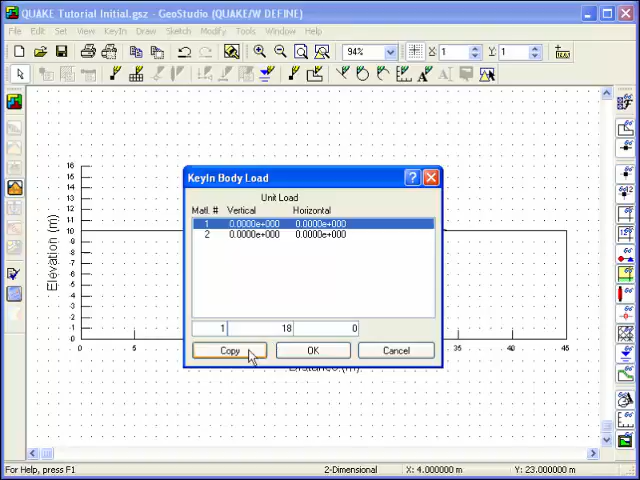 QUAKE Tutorial Initial.gsz - GeoStudio (QUAKE/W DEFINE)
File Edit Set View KeyIn Draw Sketch Modify Tools Window Help
94% X: 1 Y: 1
KeyIn Body Load
Unit Load
Matl. # Vertical Horizontal
1 0.0000e+000 0.0000e+000
2 0.0000e+000 0.0000e+000
1 18 0
Copy OK Cancel
16
15
14
13
12
11
10
9
8
7
6
5
4
3
2
1
0
Elevation (m)
0 5 35 40 45
Distance (m)
For Help, press F1 2-Dimensional X: 4.000000 m Y: 23.000000 m